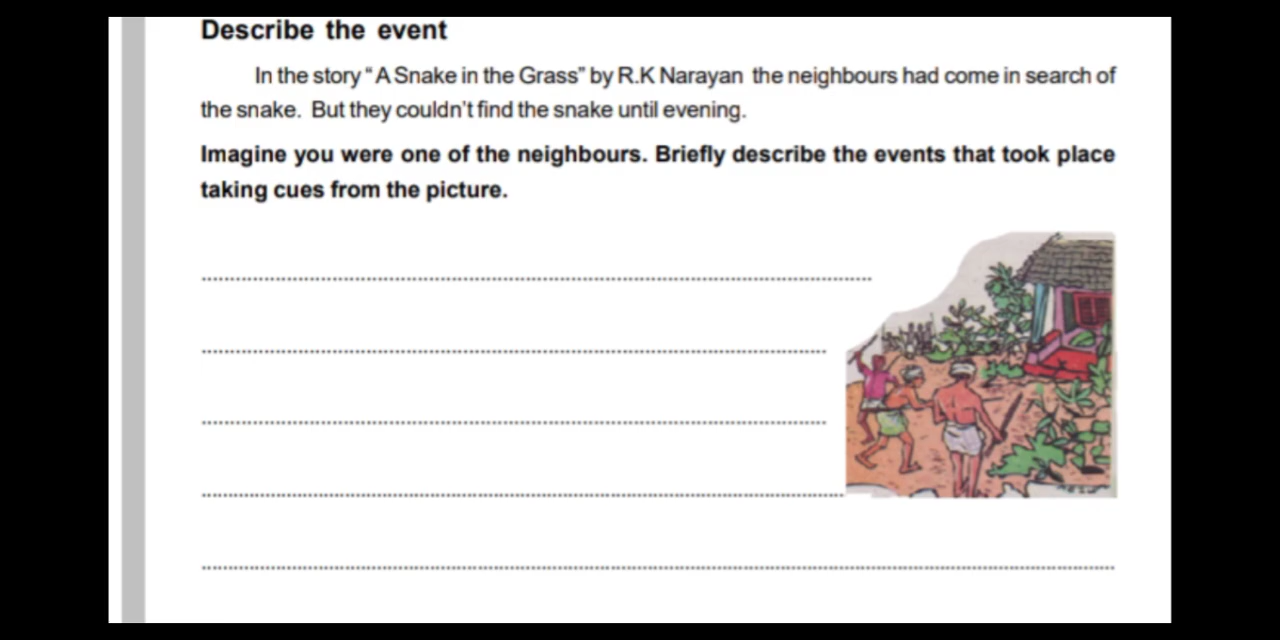 Describe the event
In the story “A Snake in the Grass” by R.K Narayan the neighbours had come in search of
the snake. But they couldn’t find the snake until evening.
Imagine you were one of the neighbours. Briefly describe the events that took place
taking cues from the picture.